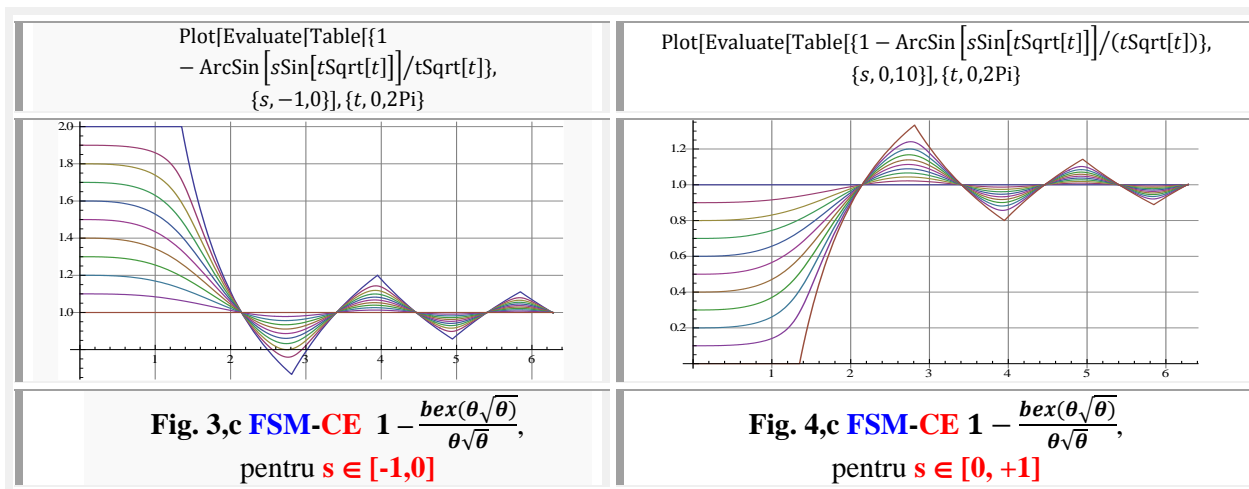 Plot[Evaluate[Table[{1
− ArcSin[sSin[tSqrt[t]]]/tSqrt[t]},
{s, −1,0}],{t, 0,2Pi}
Plot[Evaluate[Table[{1 − ArcSin[sSin[tSqrt[t]]]/(tSqrt[t])},
{s, 0,10}],{t, 0,2Pi}
2.0
1.8
1.6
1.4
1.2
1.0
1 2 3 4 5 6
1.2
1.0
0.8
0.6
0.4
0.2
1 2 3 4 5 6
Fig. 3,c FSM-CE 1 − bex(θ√θ)/θ√θ,
pentru s ∈ [-1,0]
Fig. 4,c FSM-CE 1 − bex(θ√θ)/θ√θ,
pentru s ∈ [0, +1]